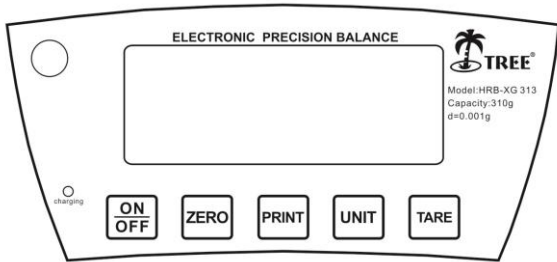 ELECTRONIC PRECISION BALANCE
TREE®
Model:HRB-XG 313
Capacity:310g
d=0.001g
charging
ON
OFF
ZERO
PRINT
UNIT
TARE